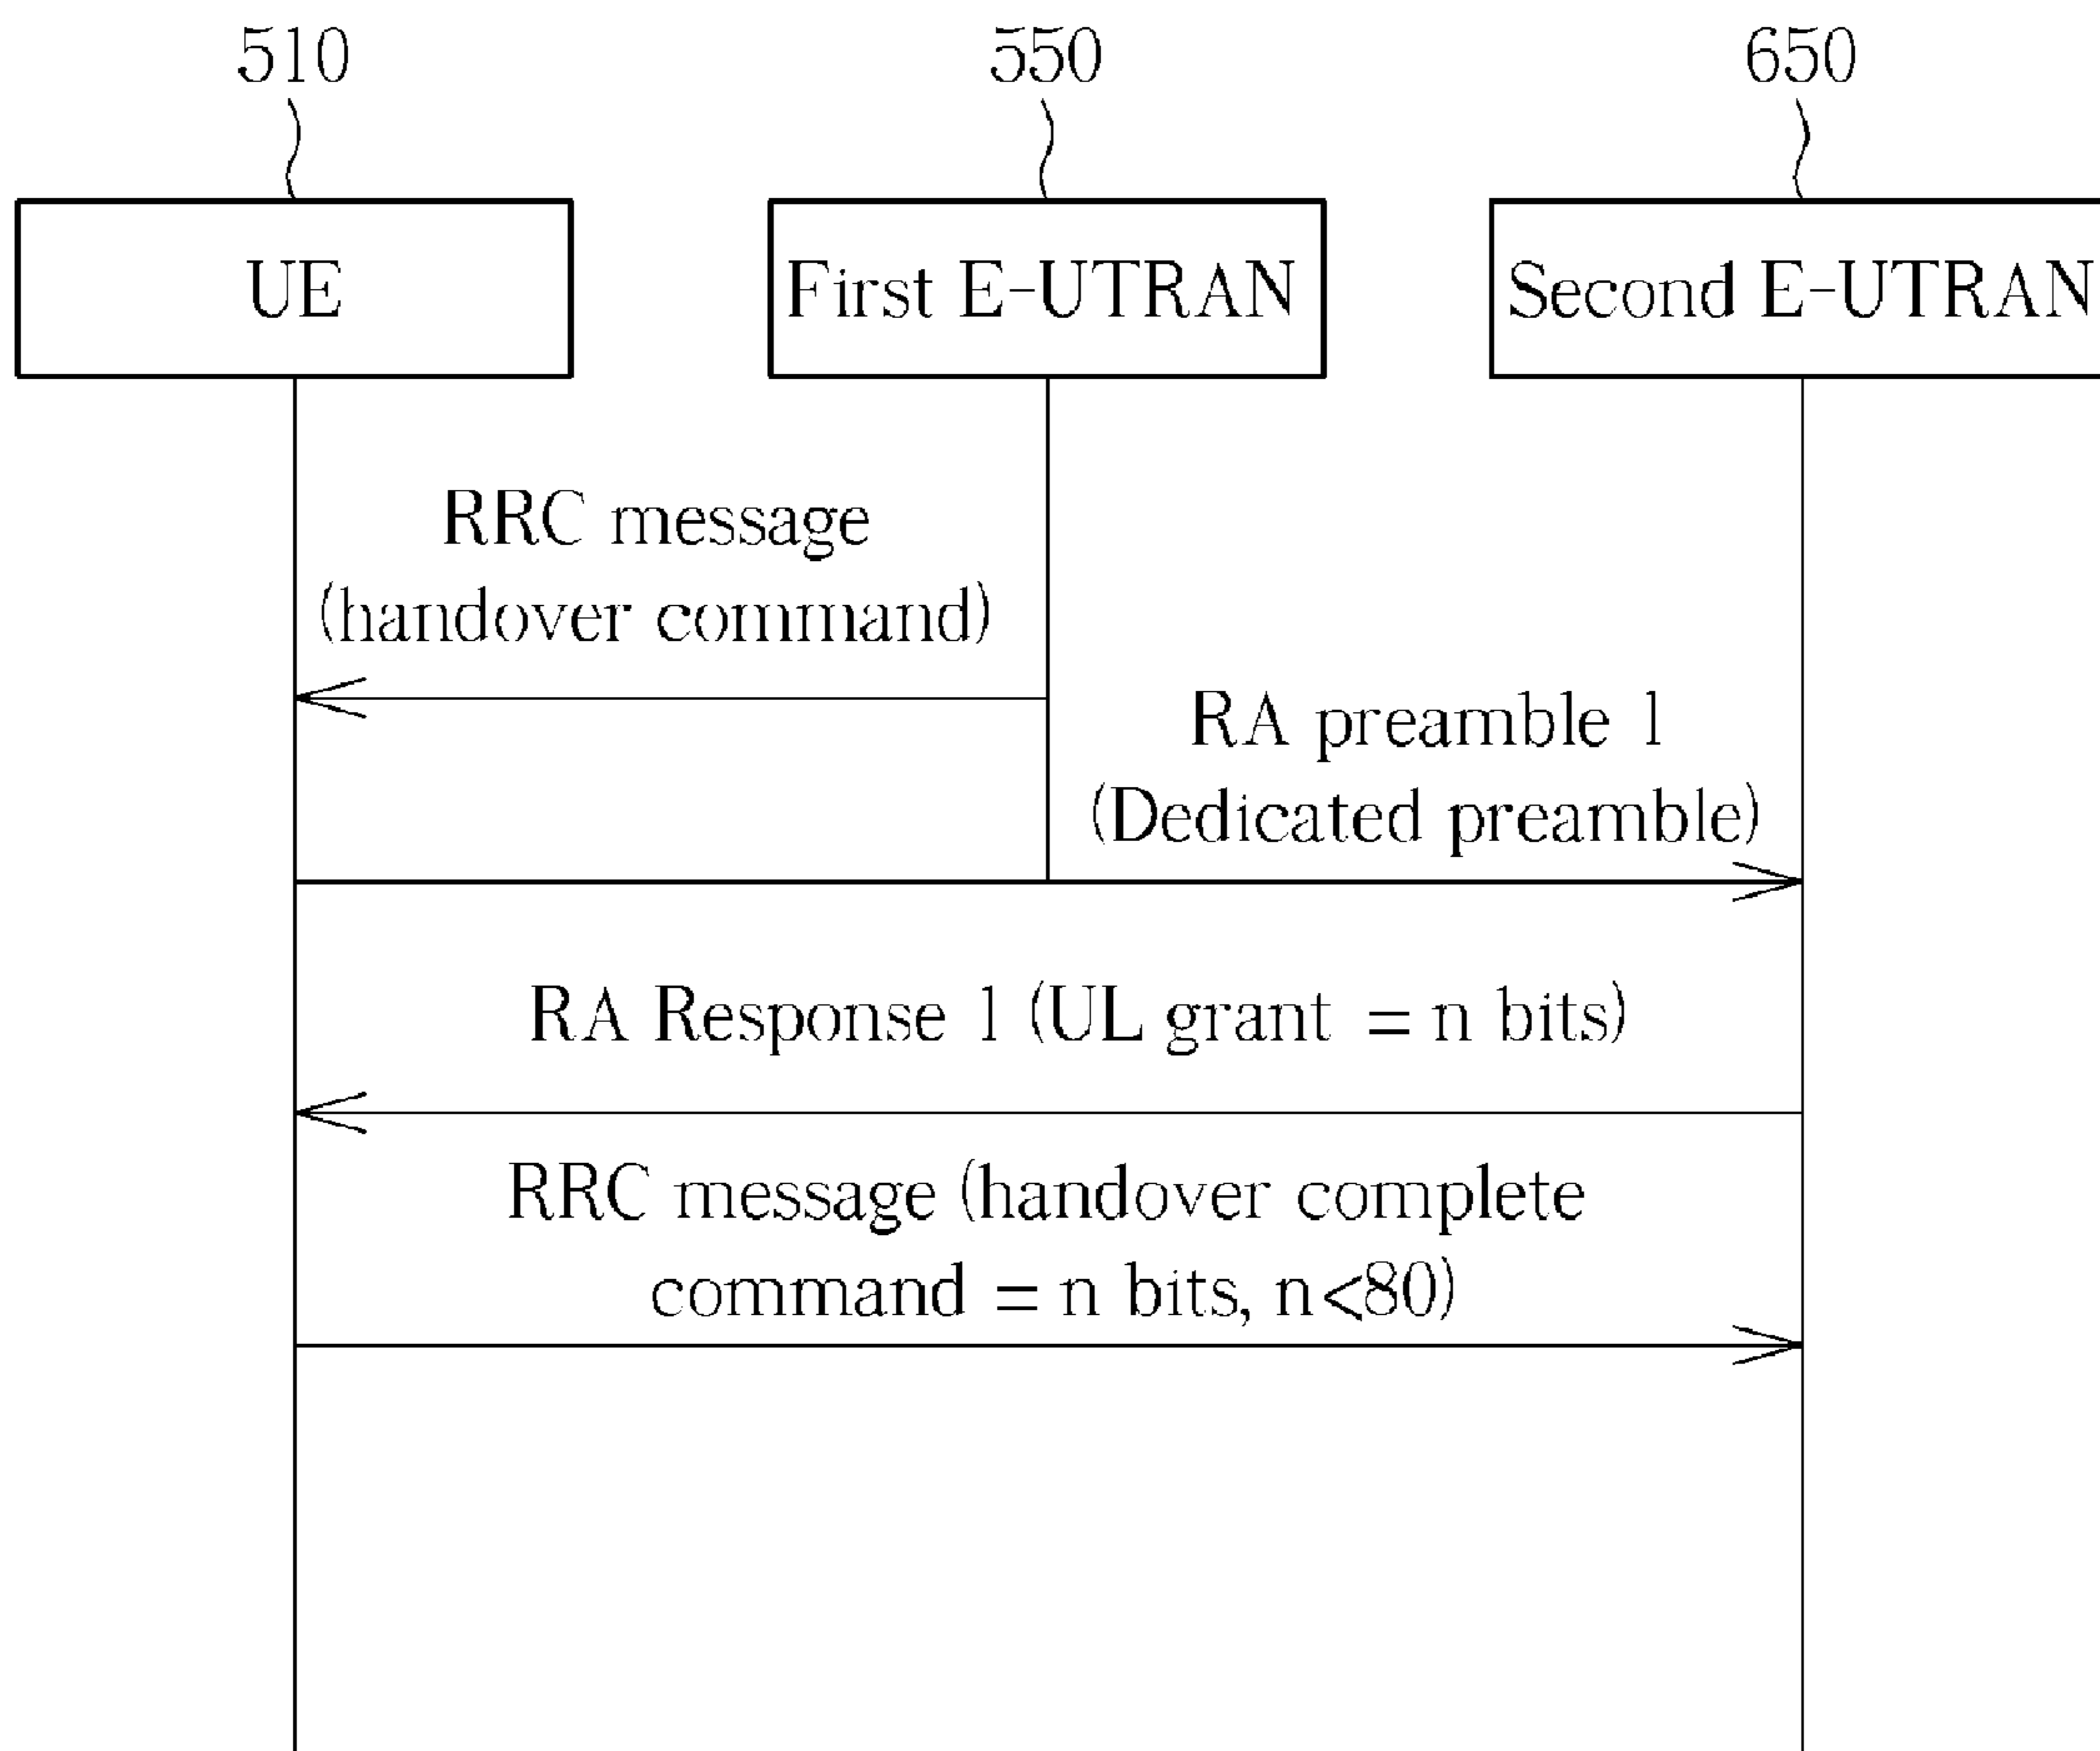 510
550
650
UE
First E-UTRAN
Second E-UTRAN
RRC message
(handover command)
RA preamble 1
(Dedicated preamble)
RA Response 1 (UL grant = n bits)
RRC message (handover complete
command = n bits, n<80)